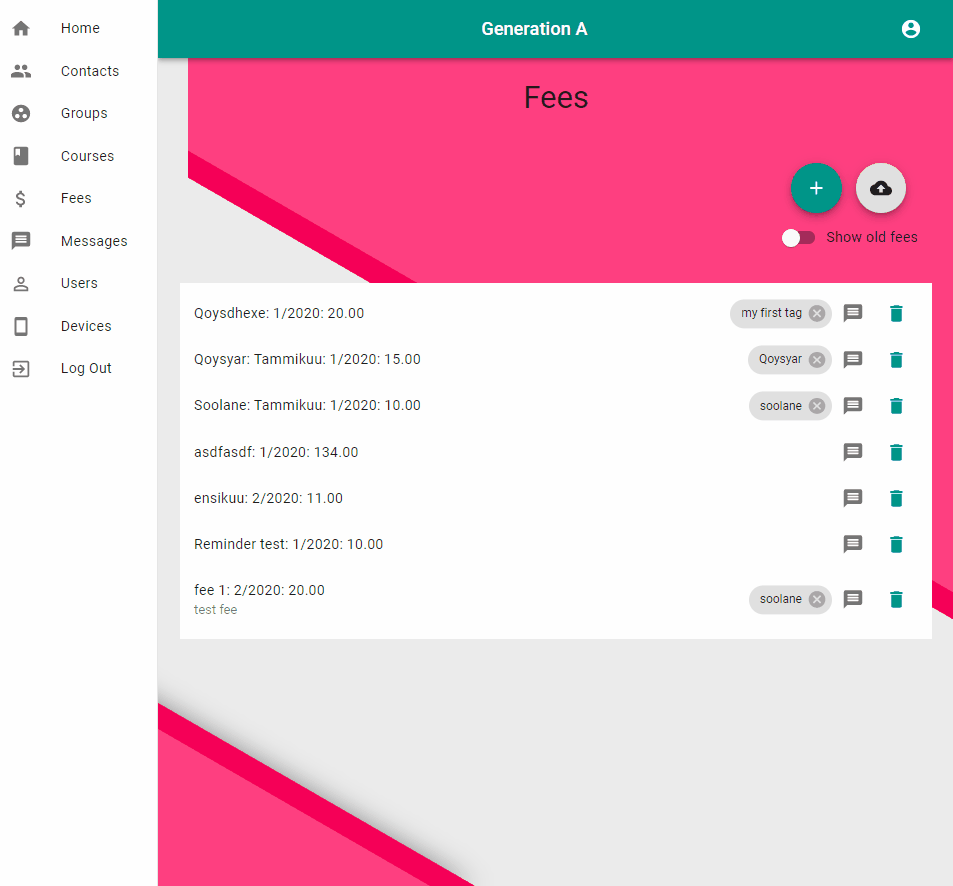 Home
Contacts
Groups
Courses
Fees
Messages
Users
Devices
Log Out
Generation A
Fees
Show old fees
Qoysdhexe: 1/2020: 20.00 my first tag
Qoysyar: Tammikuu: 1/2020: 15.00 Qoysyar
Soolane: Tammikuu: 1/2020: 10.00 soolane
asdfasdf: 1/2020: 134.00
ensikuu: 2/2020: 11.00
Reminder test: 1/2020: 10.00
fee 1: 2/2020: 20.00 soolane
test fee